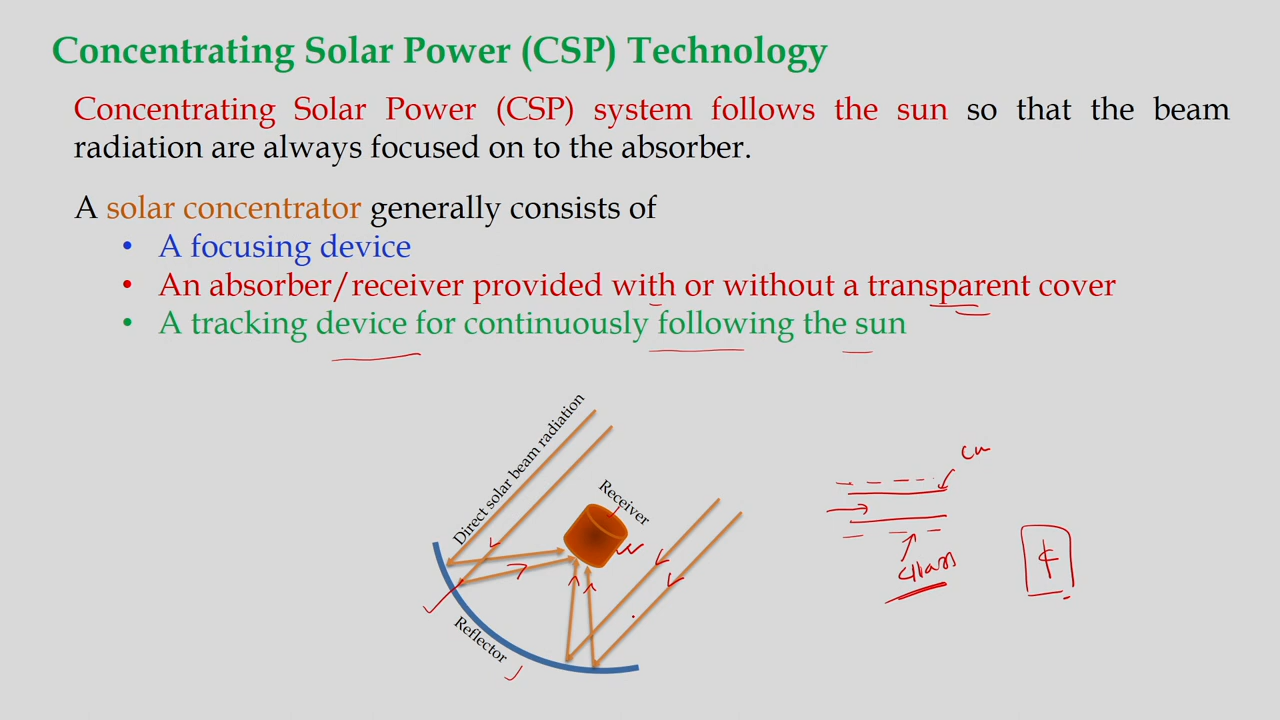 Concentrating Solar Power (CSP) Technology
Concentrating Solar Power (CSP) system follows the sun so that the beam
radiation are always focused on to the absorber.
A solar concentrator generally consists of
• A focusing device
• An absorber/receiver provided with or without a transparent cover
• A tracking device for continuously following the sun
Direct solar beam radiation
Receiver
Reflector
Cu
Glass